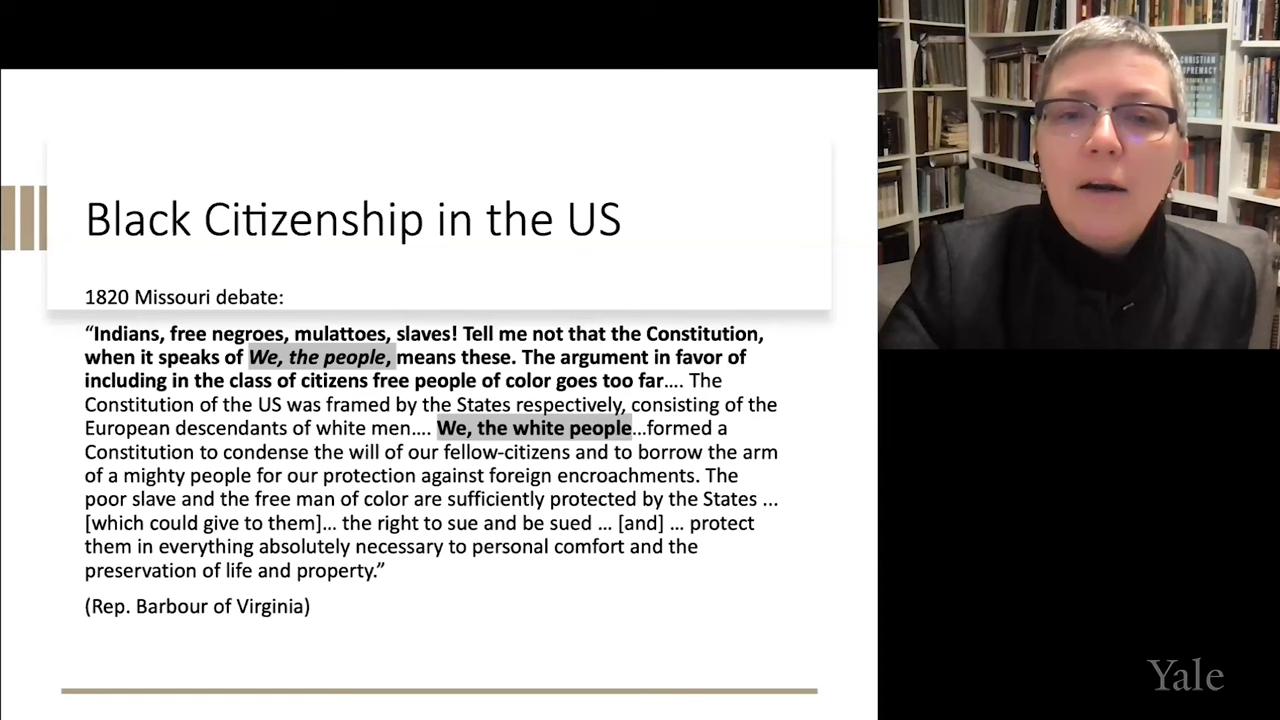 Black Citizenship in the US
1820 Missouri debate:
“Indians, free negroes, mulattoes, slaves! Tell me not that the Constitution,
when it speaks of We, the people, means these. The argument in favor of
including in the class of citizens free people of color goes too far…. The
Constitution of the US was framed by the States respectively, consisting of the
European descendants of white men…. We, the white people…formed a
Constitution to condense the will of our fellow-citizens and to borrow the arm
of a mighty people for our protection against foreign encroachments. The
poor slave and the free man of color are sufficiently protected by the States …
[which could give to them]… the right to sue and be sued … [and] … protect
them in everything absolutely necessary to personal comfort and the
preservation of life and property.”
(Rep. Barbour of Virginia)
CHRISTIAN
SUPREMACY
Yale